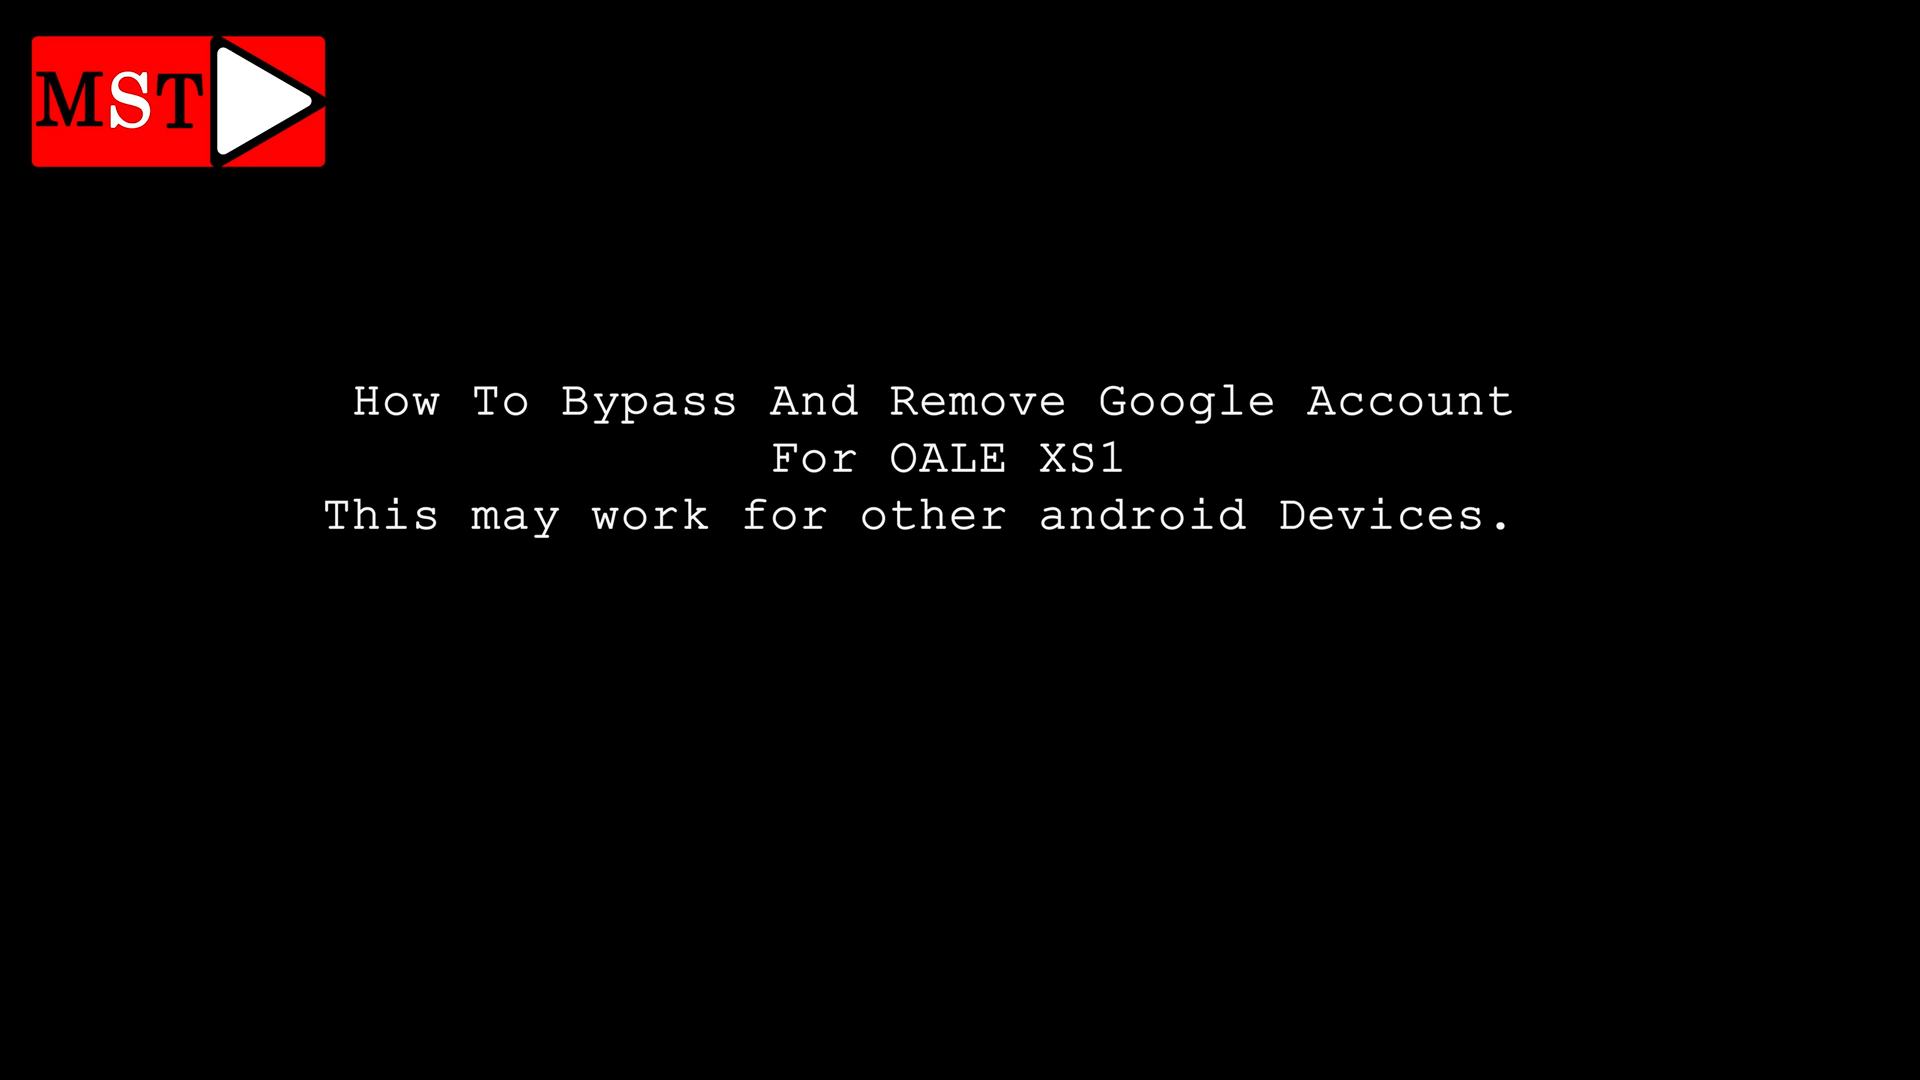 MST
How To Bypass And Remove Google Account
For OALE XS1
This may work for other android Devices.